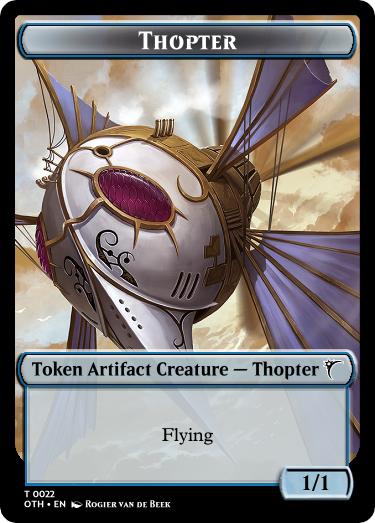 Thopter
Token Artifact Creature — Thopter
Flying
1/1
T 0022
OTH • EN Rogier van de Beek